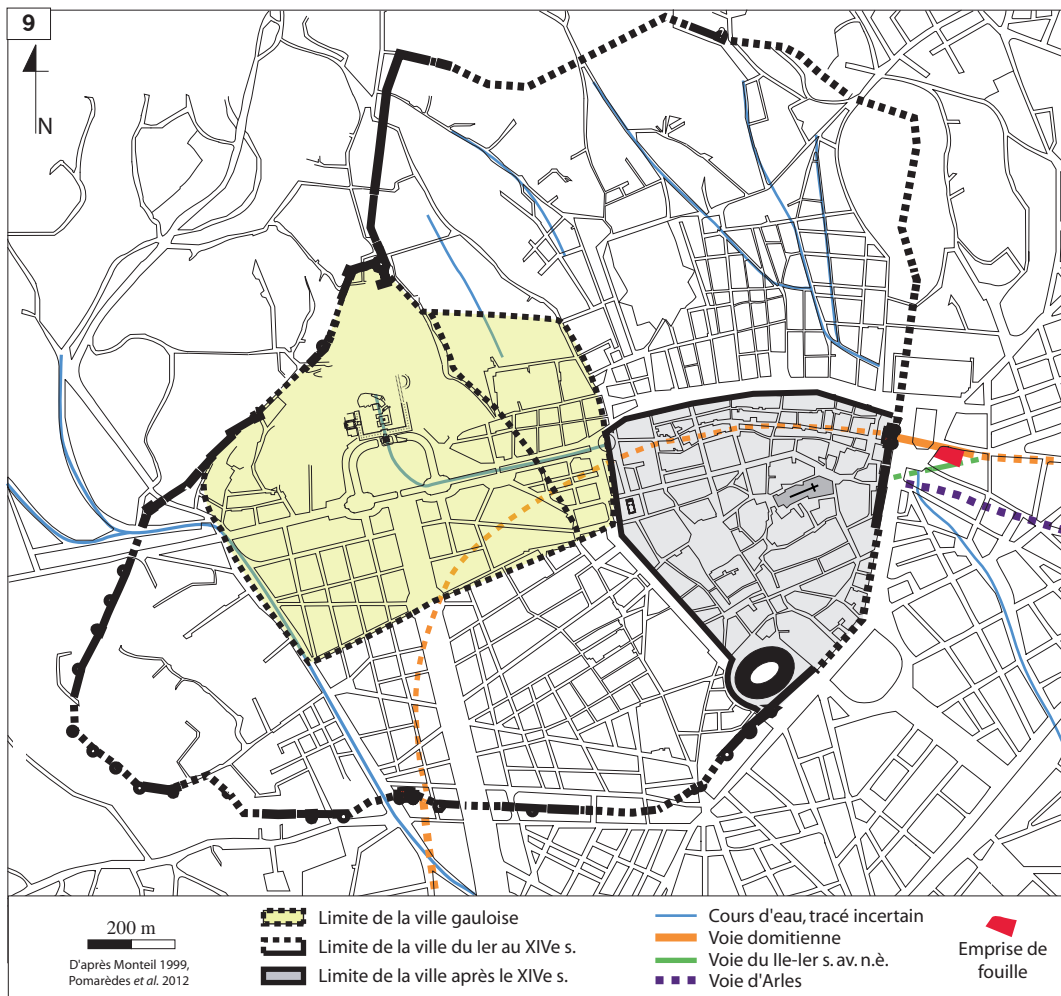 9
N
200 m
D'après Monteil 1999,
Pomarèdes et al. 2012
Limite de la ville gauloise
Limite de la ville du Ier au XIVe s.
Limite de la ville après le XIVe s.
Cours d'eau, tracé incertain
Voie domitienne
Voie du IIe-Ier s. av. n.è.
Voie d'Arles
Emprise de
fouille